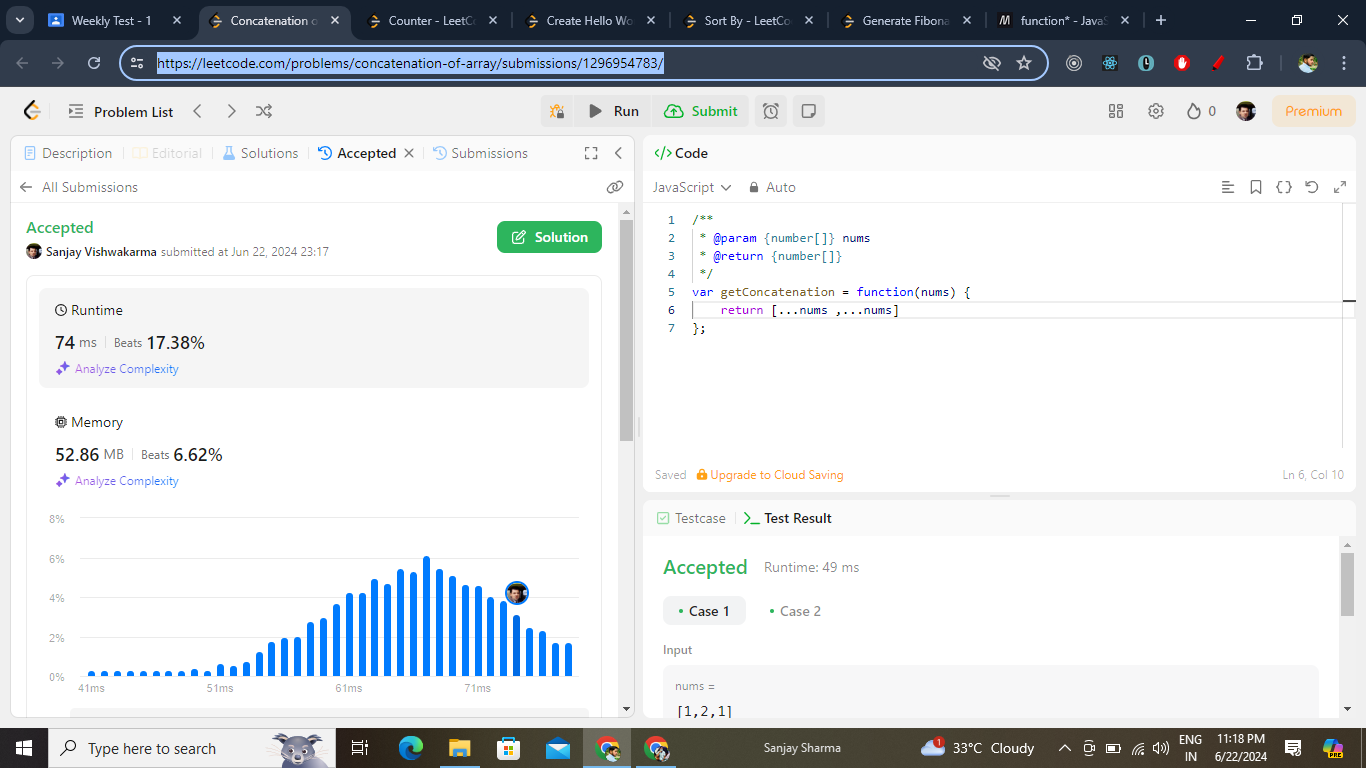 Weekly Test - 1
Concatenation o
Counter - LeetC
Create Hello Wo
Sort By - LeetCo
Generate Fibona
function* - JavaS
https://leetcode.com/problems/concatenation-of-array/submissions/1296954783/
Problem List
Run
Submit
0
Premium
Description
Editorial
Solutions
Accepted
Submissions
All Submissions
Accepted
Sanjay Vishwakarma submitted at Jun 22, 2024 23:17
Solution
Runtime
74 ms Beats 17.38%
Analyze Complexity
Memory
52.86 MB Beats 6.62%
Analyze Complexity
8%
6%
4%
2%
0%
41ms 51ms 61ms 71ms
</> Code
JavaScript
Auto
1 /**
2 * @param {number[]} nums
3 * @return {number[]}
4 */
5 var getConcatenation = function(nums) {
6 return [...nums ,...nums]
7 };
Saved Upgrade to Cloud Saving
Ln 6, Col 10
Testcase
Test Result
Accepted Runtime: 49 ms
• Case 1 • Case 2
Input
nums =
[1,2,1]
Type here to search
Sanjay Sharma
1
33°C Cloudy
ENG
IN
11:18 PM
6/22/2024
PRE